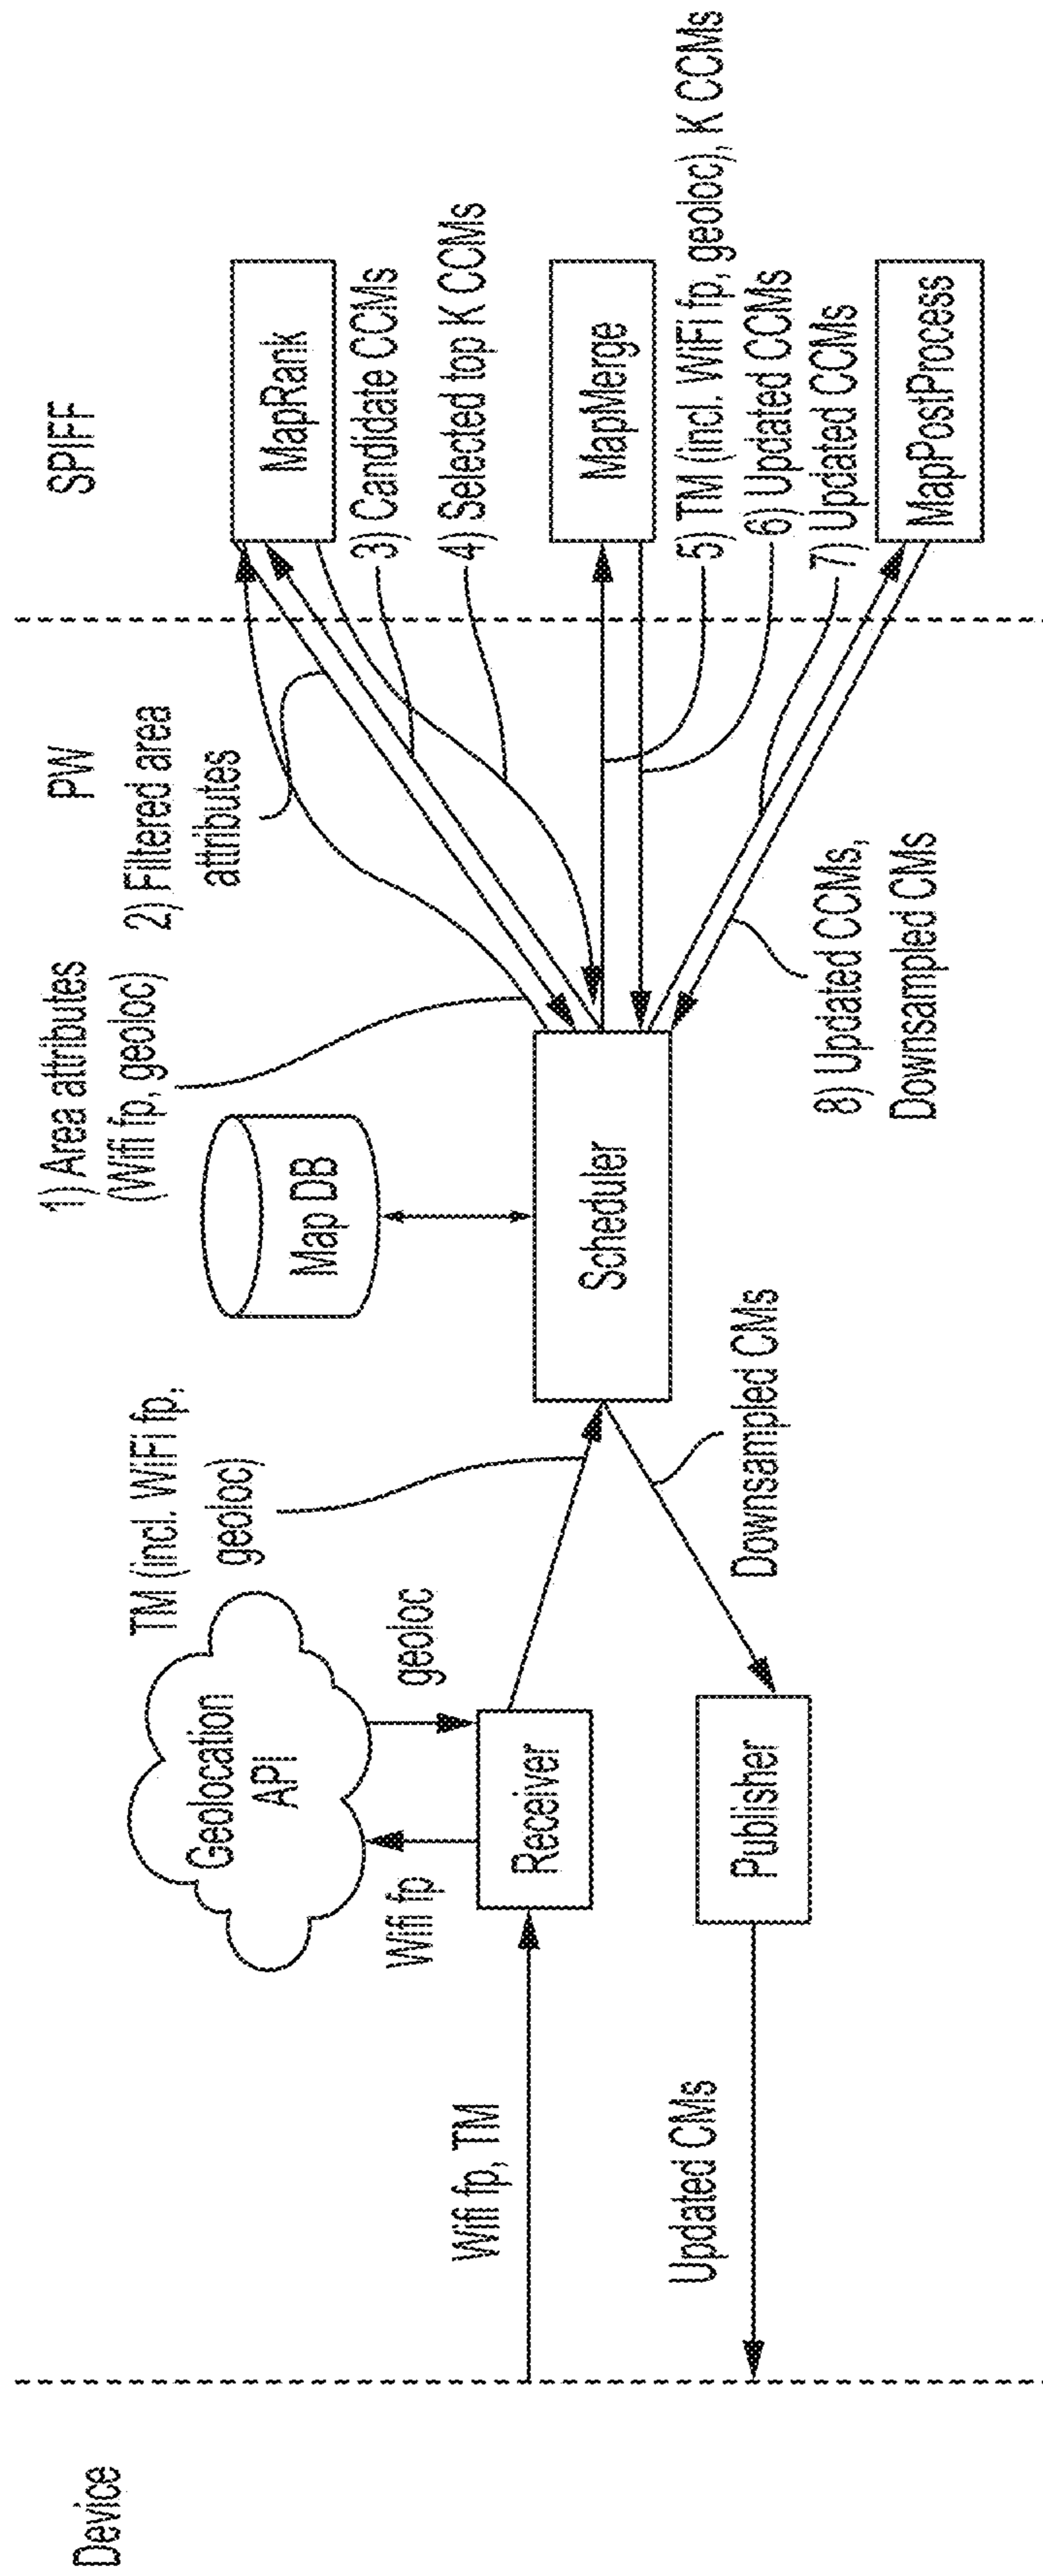 Device
PW
SPIFF
1) Area attributes
(Wifi fp, geoloc)
2) Filtered area
attributes
TM (incl. WiFi fp,
geoloc)
Geolocation
API
Map DB
MapRank
3) Candidate CCMs
4) Selected top K CCMs
Wifi fp
geoloc
Wifi fp, TM
Receiver
Scheduler
MapMerge
5) TM (incl. WiFi fp, geoloc), K CCMs
6) Updated CCMs
7) Updated CCMs
Updated CMs
Publisher
Downsampled CMs
8) Updated CCMs,
Downsampled CMs
MapPostProcess